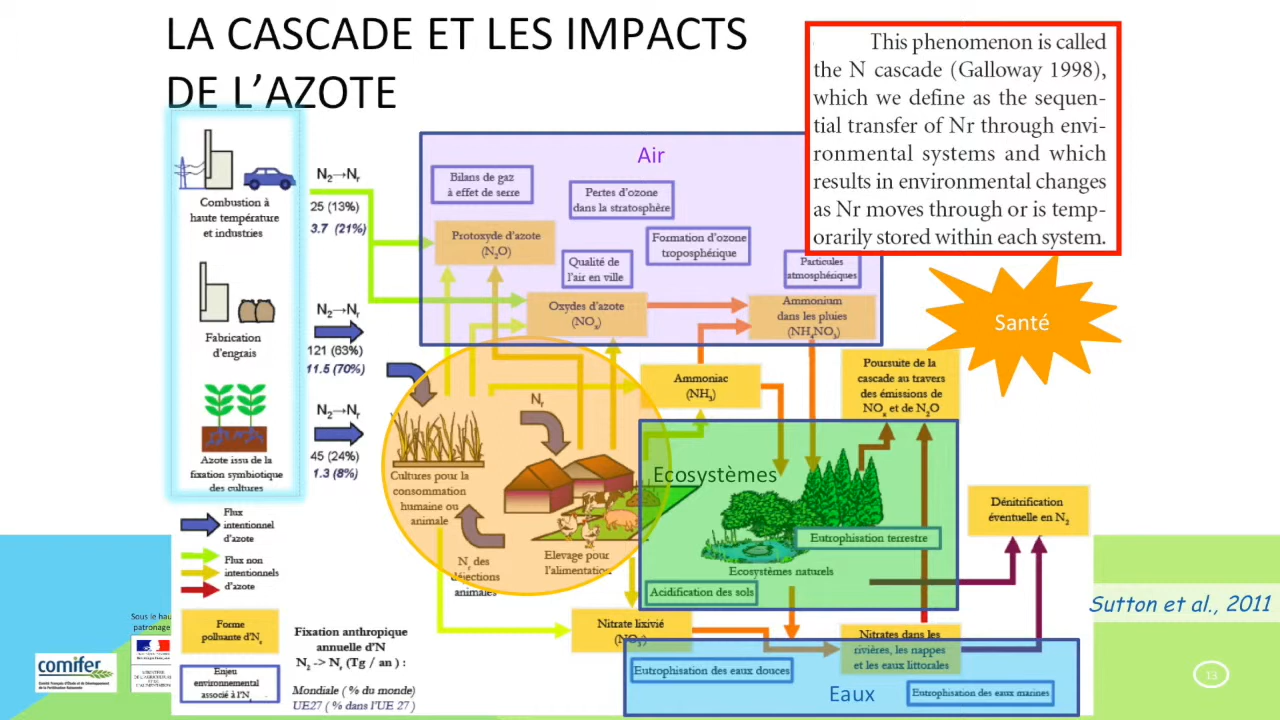 LA CASCADE ET LES IMPACTS
DE L’AZOTE
This phenomenon is called
the N cascade (Galloway 1998),
which we define as the sequen-
tial transfer of Nr through envi-
ronmental systems and which
results in environmental changes
as Nr moves through or is temp-
orarily stored within each system.
Combustion à
haute température
et industries
N₂→Nᵣ
25 (13%)
3.7 (21%)
Fabrication
d’engrais
N₂→Nᵣ
121 (63%)
11.5 (70%)
Azote issu de la
fixation symbiotique
des cultures
N₂→Nᵣ
45 (24%)
1.3 (8%)
Air
Bilans de gaz
à effet de serre
Pertes d’ozone
dans la stratosphère
Protoxyde d’azote
(N₂O)
Formation d’ozone
troposphérique
Qualité de
l’air en ville
Particules
atmosphériques
Oxydes d’azote
(NOₓ)
Ammonium
dans les pluies
(NH₄NO₃)
Santé
Ammoniac
(NH₃)
Poursuite de la
cascade au travers
des émissions de
NOₓ et de N₂O
Nᵣ
Cultures pour la
consommation
humaine ou
animale
Nᵣ des
déjections
animales
Elevage pour
l’alimentation
Ecosystèmes
Eutrophisation terrestre
Ecosystèmes naturels
Acidification des sols
Dénitrification
éventuelle en N₂
Nitrate lixivié
(NO₃⁻)
Nitrates dans les
rivières, les nappes
et les eaux littorales
Eutrophisation des eaux douces
Eaux
Eutrophisation des eaux marines
Flux
intentionnel
d’azote
Flux non
intentionnels
d’azote
Forme
polluante d’Nᵣ
Enjeu
environnemental
associé à l’Nᵣ
Fixation anthropique
annuelle d’N
N₂ -> Nᵣ (Tg / an) :
Mondiale ( % du monde)
UE27 ( % dans l’UE 27 )
Sutton et al., 2011
Sous le hau
patronage
comifer
13